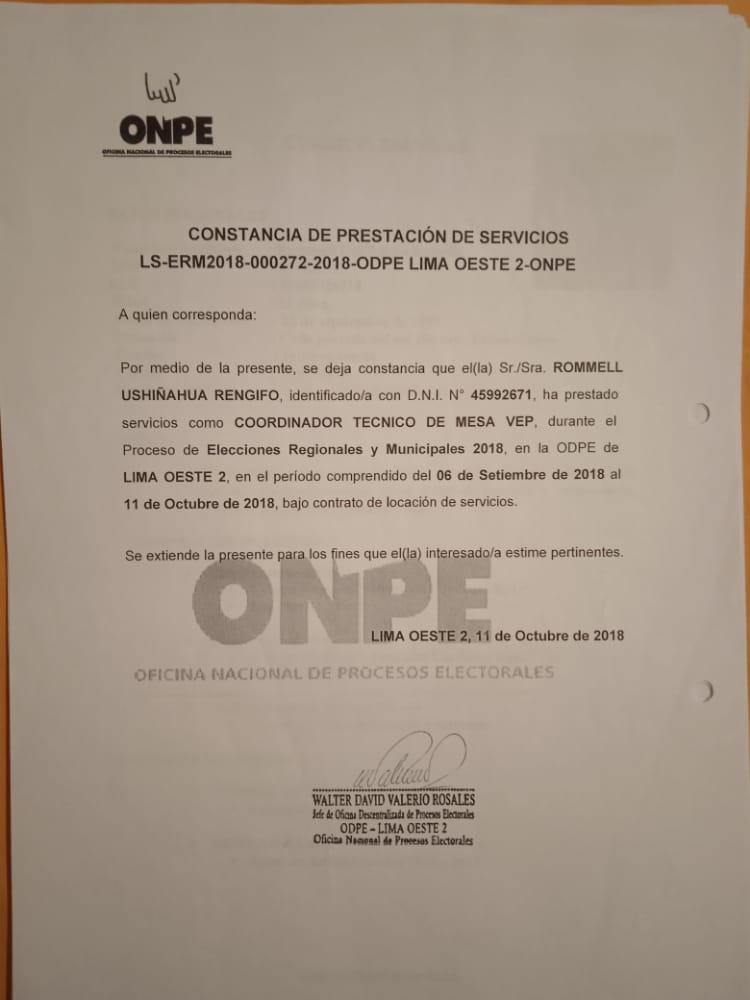 ONPE
OFICINA NACIONAL DE PROCESOS ELECTORALES
CONSTANCIA DE PRESTACIÓN DE SERVICIOS
LS-ERM2018-000272-2018-ODPE LIMA OESTE 2-ONPE
A quien corresponda:
Por medio de la presente, se deja constancia que el(la) Sr./Sra. ROMMELL
USHIÑAHUA RENGIFO, identificado/a con D.N.I. N° 45992671, ha prestado
servicios como COORDINADOR TECNICO DE MESA VEP, durante el
Proceso de Elecciones Regionales y Municipales 2018, en la ODPE de
LIMA OESTE 2, en el período comprendido del 06 de Setiembre de 2018 al
11 de Octubre de 2018, bajo contrato de locación de servicios.
Se extiende la presente para los fines que el(la) interesado/a estime pertinentes.
ONPE
LIMA OESTE 2, 11 de Octubre de 2018
OFICINA NACIONAL DE PROCESOS ELECTORALES
WALTER DAVID VALERIO ROSALES
Jefe de Oficina Descentralizada de Procesos Electorales
ODPE – LIMA OESTE 2
Oficina Nacional de Procesos Electorales